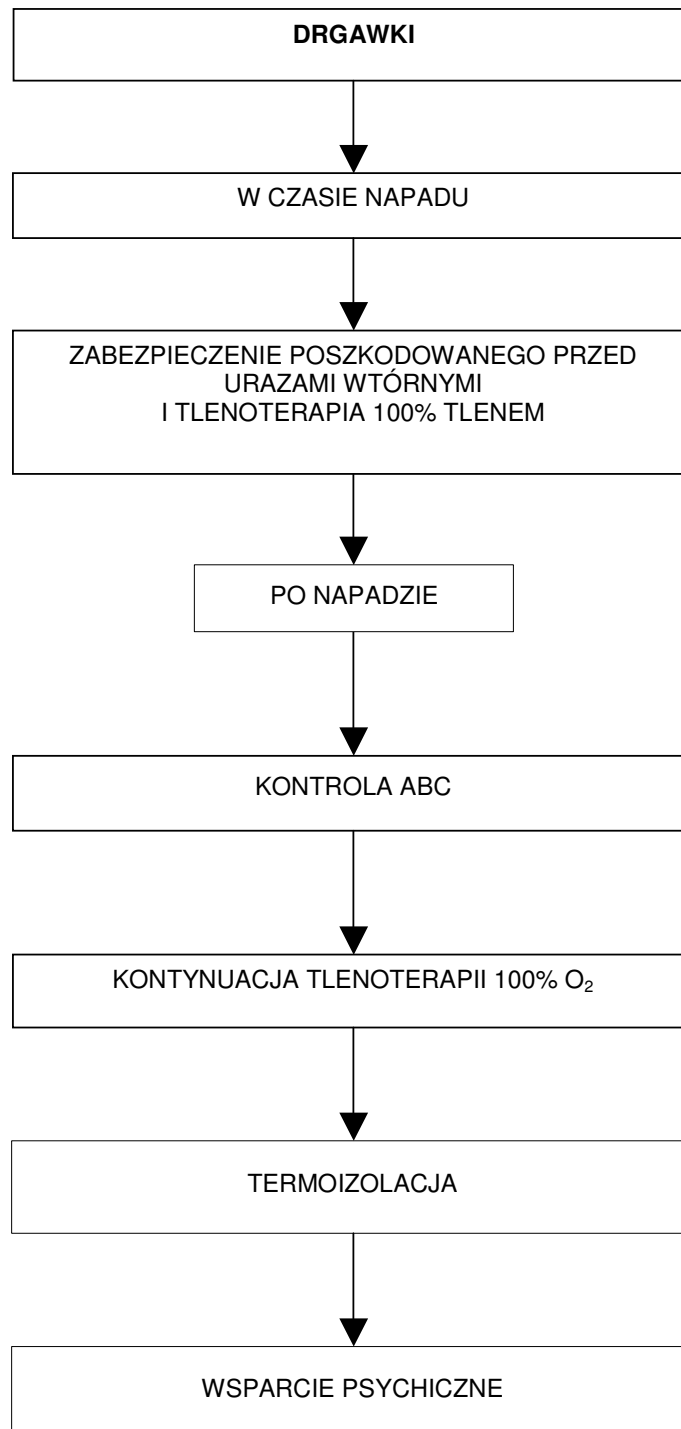 DRGAWKI
W CZASIE NAPADU
ZABEZPIECZENIE POSZKODOWANEGO PRZED
URAZAMI WTÓRNYMI
I TLENOTERAPIA 100% TLENEM
PO NAPADZIE
KONTROLA ABC
KONTYNUACJA TLENOTERAPII 100% O₂
TERMOIZOLACJA
WSPARCIE PSYCHICZNE